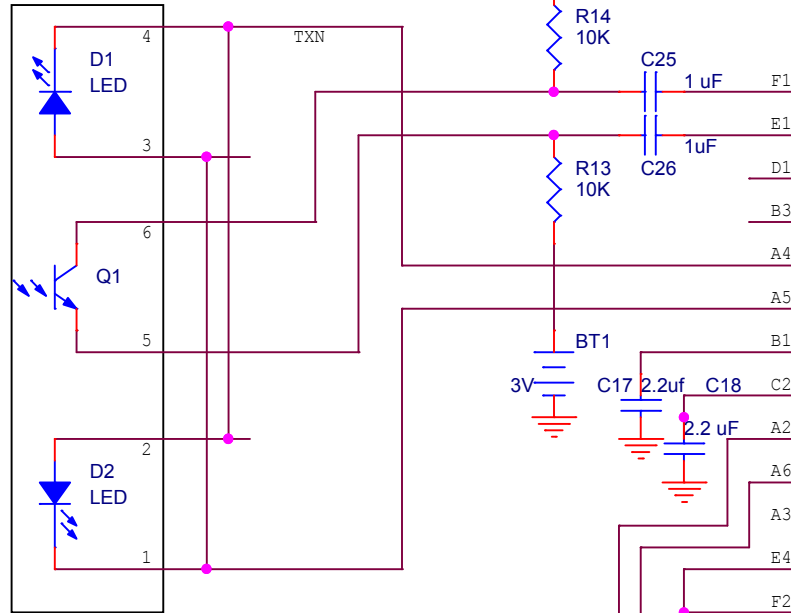 R14
10K
4
TXN
D1
LED
C25
1 uF
F1
E1
1uF
C26
3
R13
10K
D1
B3
6
A4
Q1
A5
5
BT1
B1
3V
C17
2.2uf
C18
C2
2.2 uF
A2
2
D2
LED
A6
A3
1
E4
F2